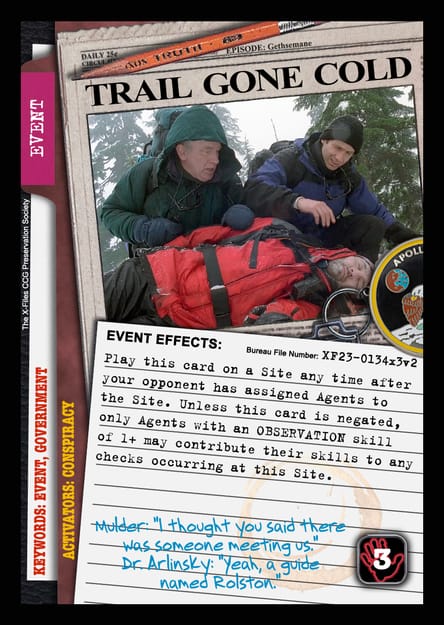 DAILY 25¢
EPISODE: Gethsemane
TRAIL GONE COLD
EVENT
The X-Files CCG Preservation Society
APOLL
EVENT EFFECTS:
Bureau File Number: XF23-0134x3v2
Play this card on a Site any time after
your opponent has assigned Agents to
the Site. Unless this card is negated,
only Agents with an OBSERVATION skill
of 1+ may contribute their skills to any
checks occurring at this Site.
KEYWORDS: EVENT, GOVERNMENT
ACTIVATORS: CONSPIRACY
Mulder: "I thought you said there
was someone meeting us."
Dr. Arlinsky: "Yeah, a guide
named Rolston."
3